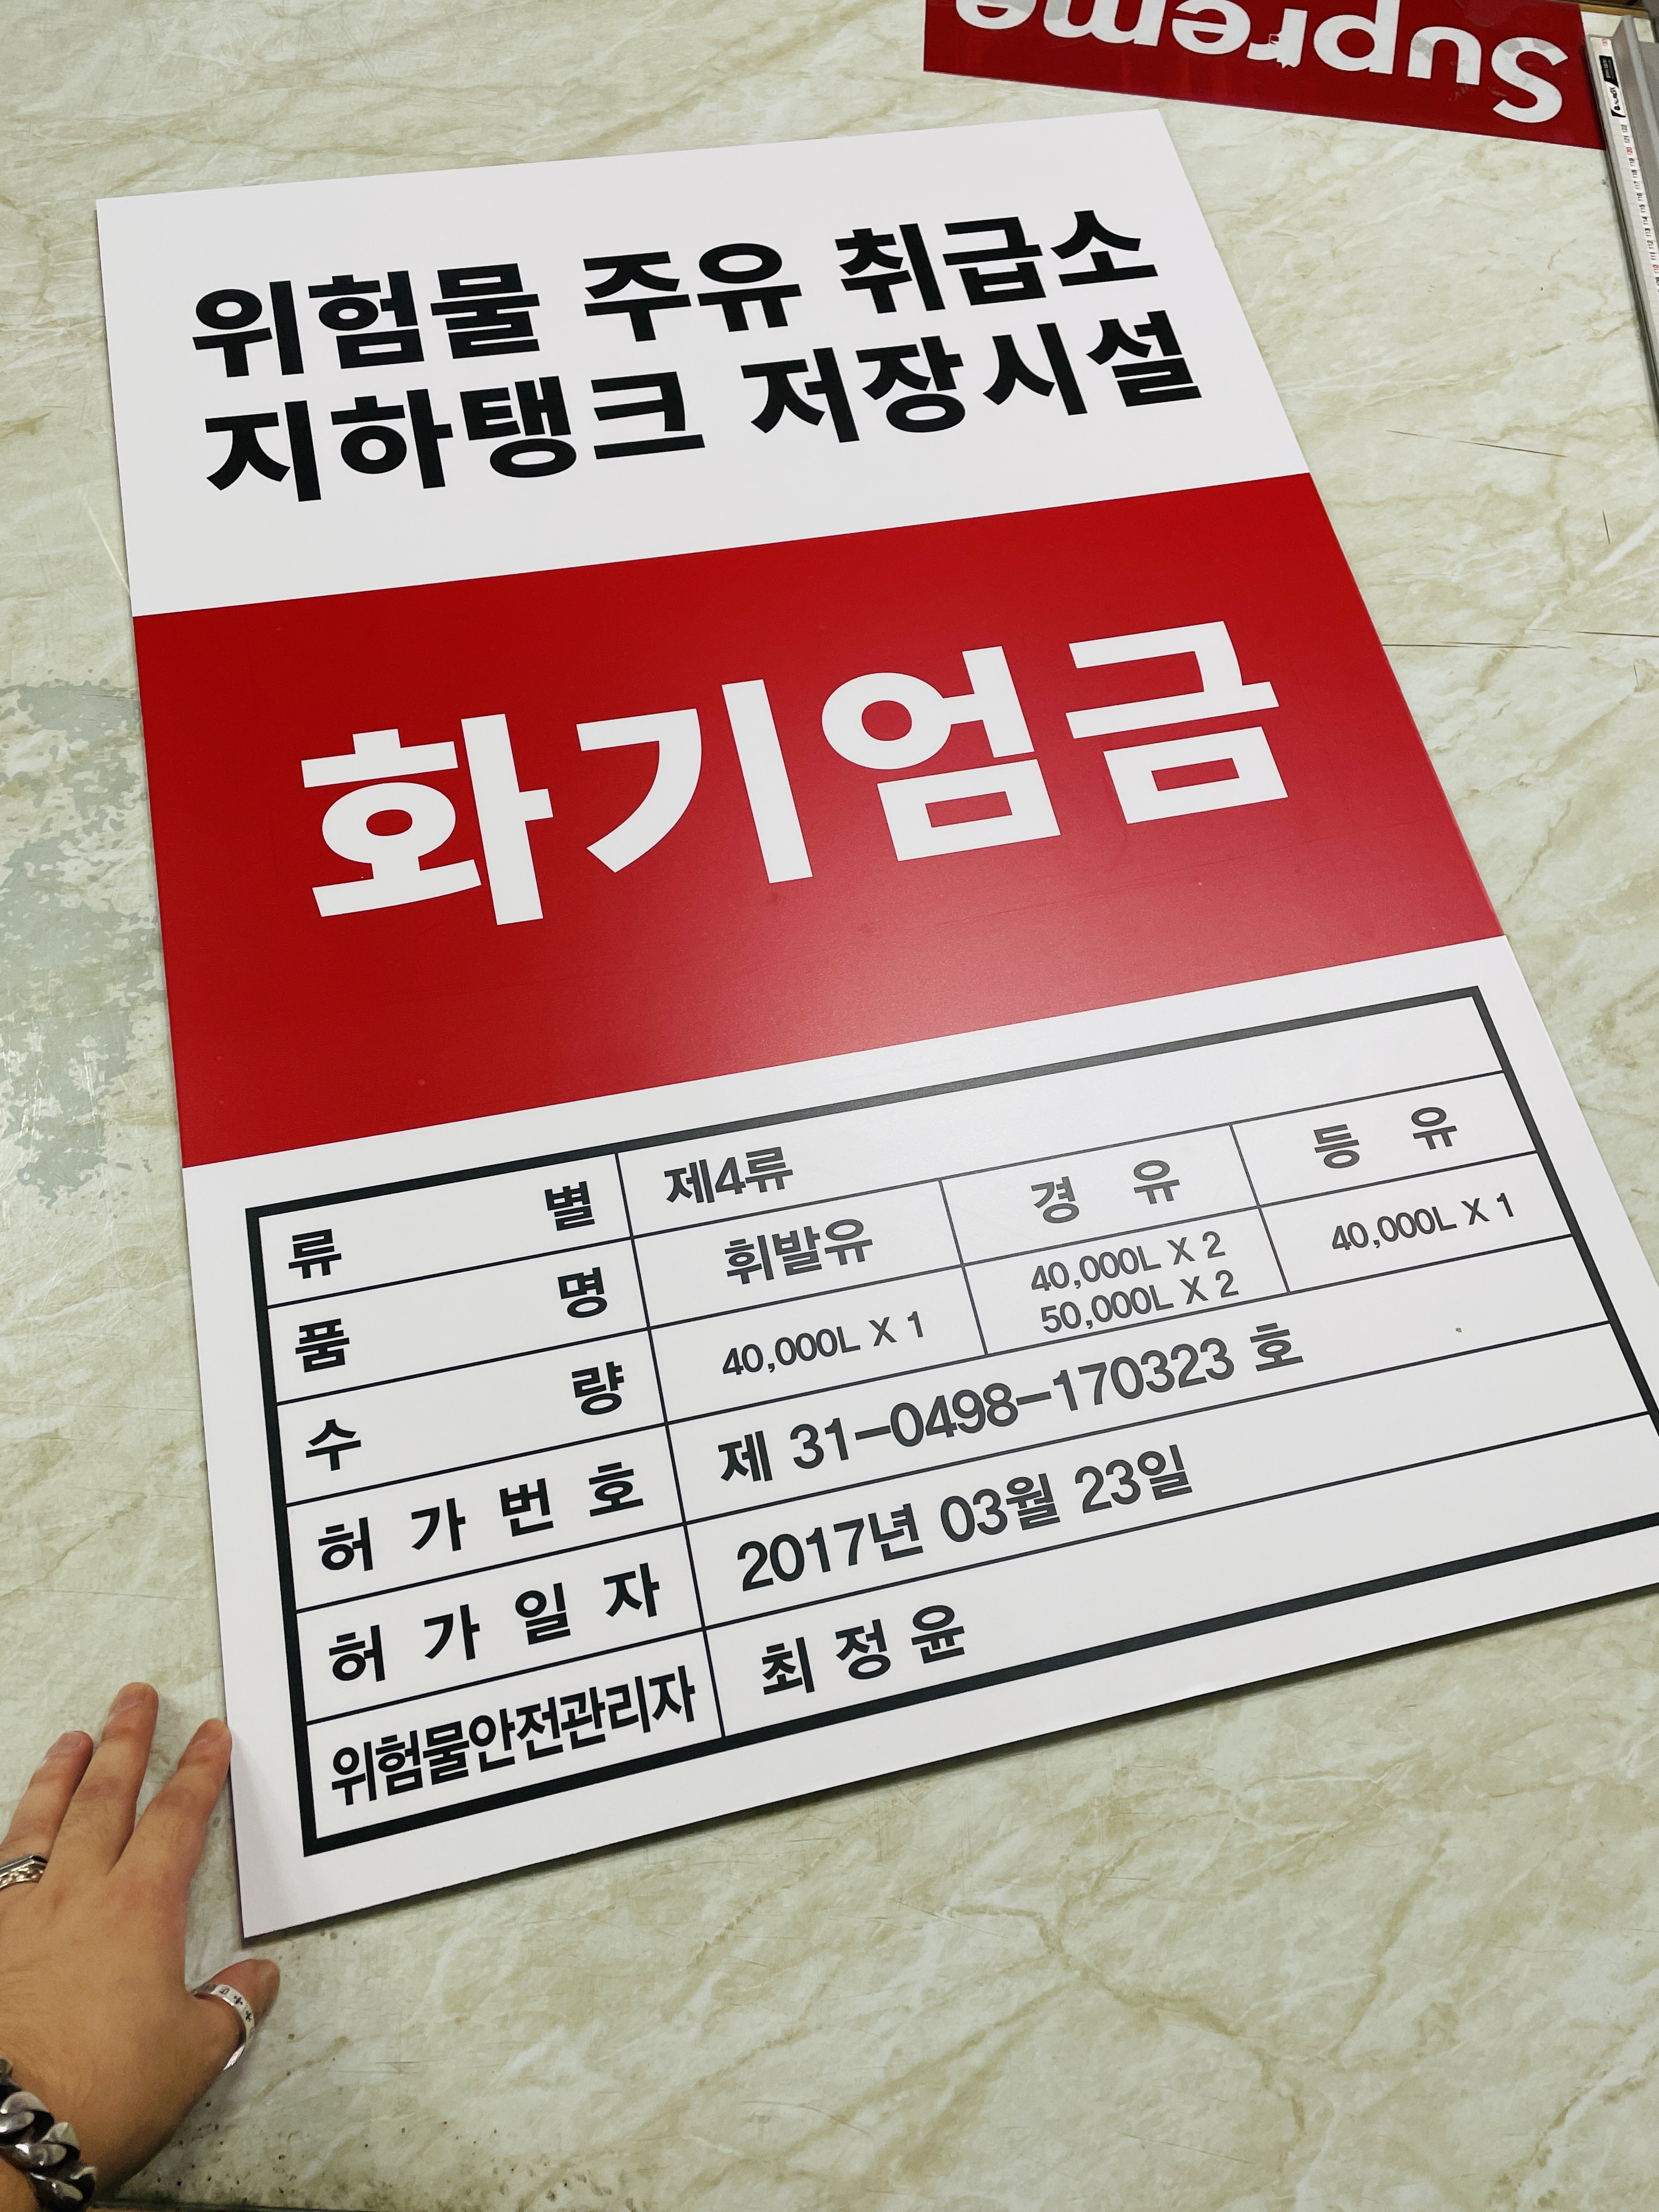 Supreme
위험물 주유 취급소
지하탱크 저장시설
화기엄금
류 별 제4류
품 명 휘발유 경 유 등 유
수 량 40,000L X 1 40,000L X 2 40,000L X 1
50,000L X 2
허 가 번 호 제 31-0498-170323 호
허 가 일 자 2017년 03월 23일
위험물안전관리자 최 정 윤